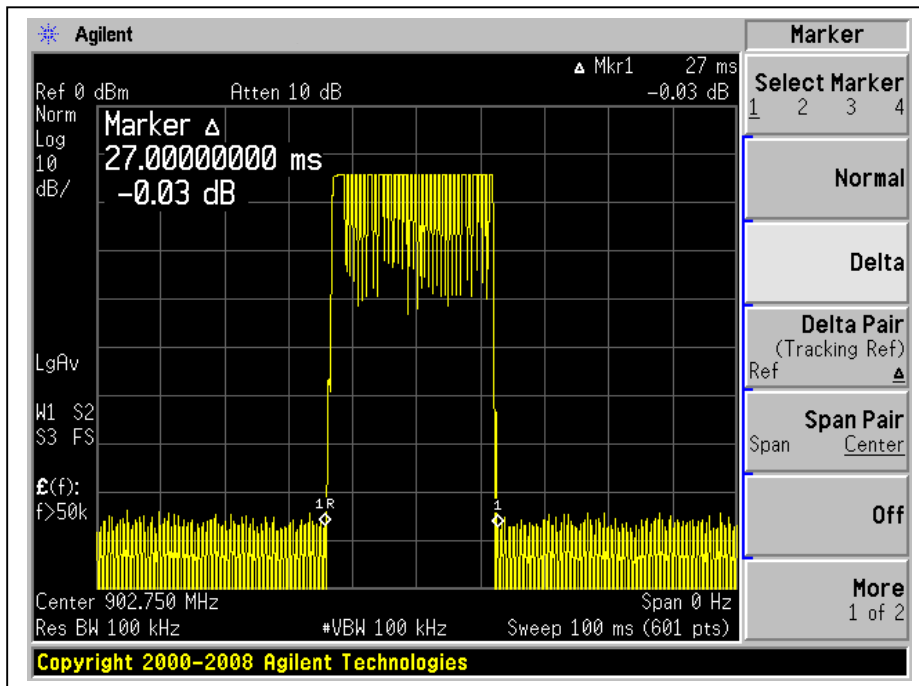 Agilent
Marker
Δ Mkr1 27 ms
Ref 0 dBm Atten 10 dB -0.03 dB
Norm
Log
10
dB/
Marker Δ
27.00000000 ms
-0.03 dB
LgAv
W1 S2
S3 FS
£(f):
f>50k
1R
1
Center 902.750 MHz Span 0 Hz
Res BW 100 kHz #VBW 100 kHz Sweep 100 ms (601 pts)
Select Marker
1 2 3 4
Normal
Delta
Delta Pair
(Tracking Ref)
Ref Δ
Span Pair
Span Center
Off
More
1 of 2
Copyright 2000-2008 Agilent Technologies